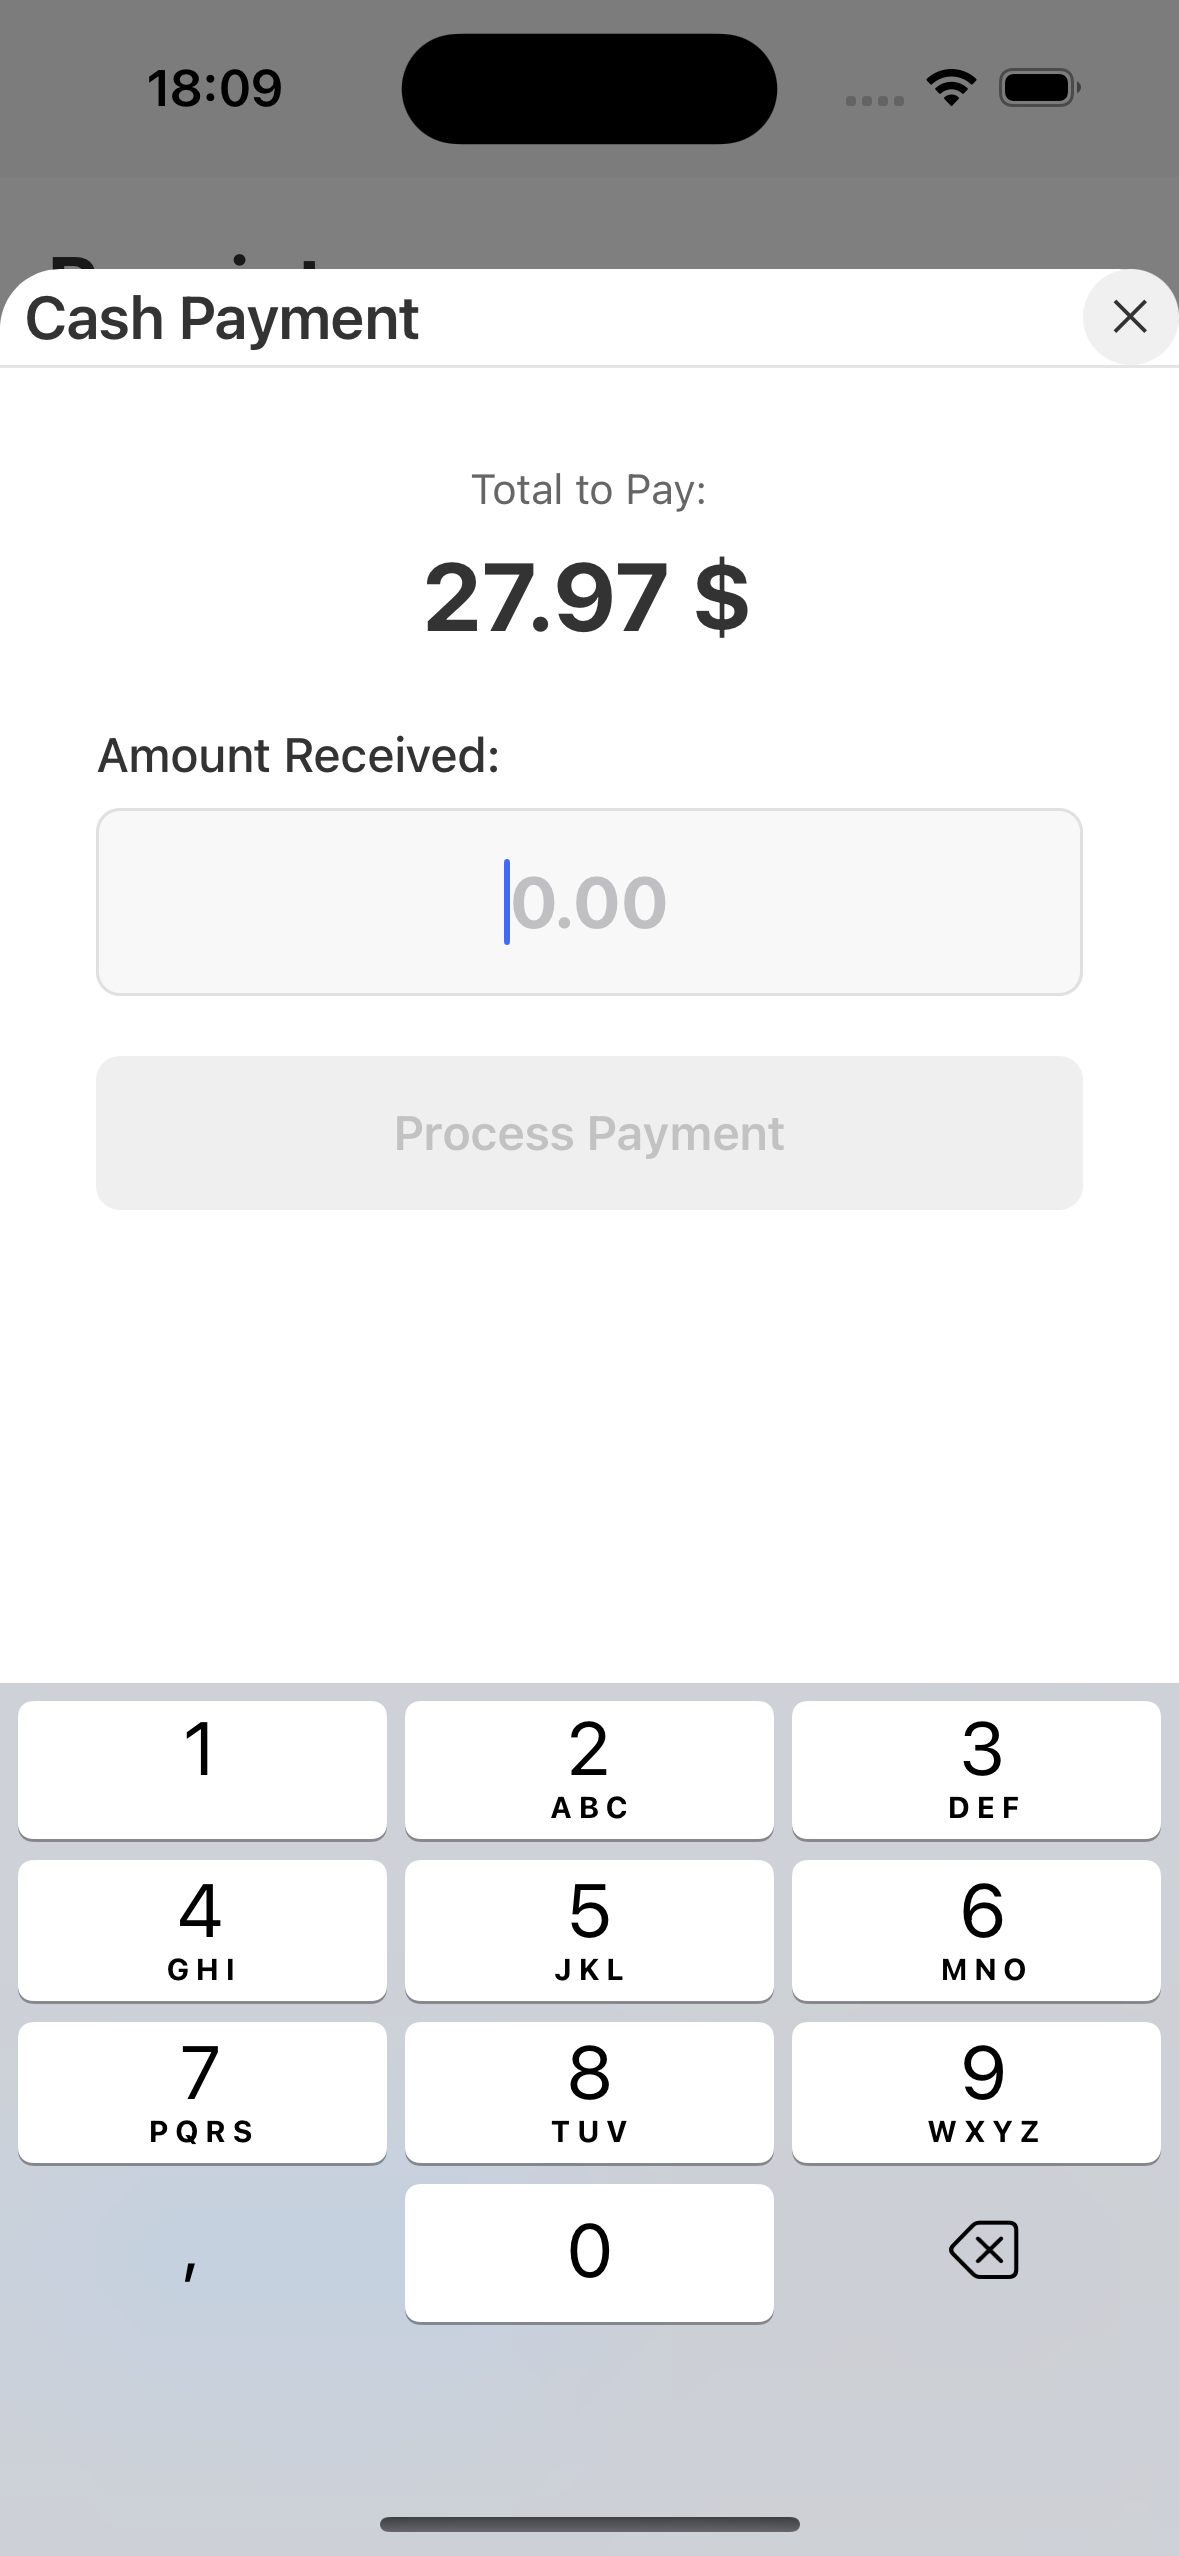 18:09
Cash Payment
Total to Pay:
27.97 $
Amount Received:
0.00
Process Payment
1
2
ABC
3
DEF
4
GHI
5
JKL
6
MNO
7
PQRS
8
TUV
9
WXYZ
,
0